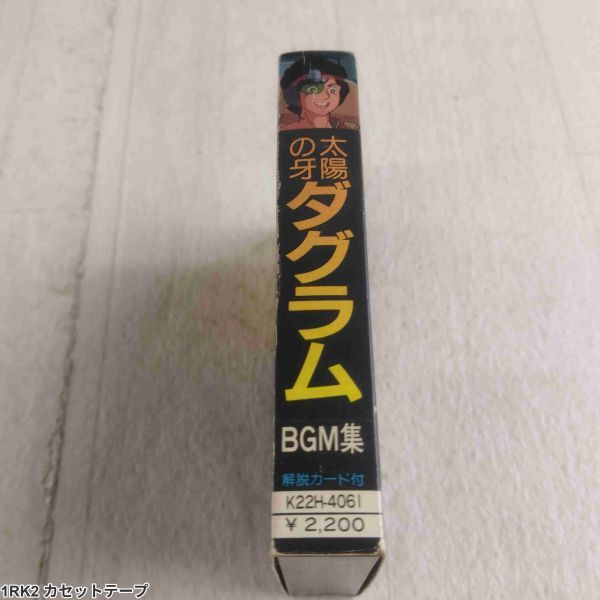 太陽
の牙
ダグラム
BGM集
解説カード付
K22H-4061
¥ 2,200
1RK2 カセットテープ